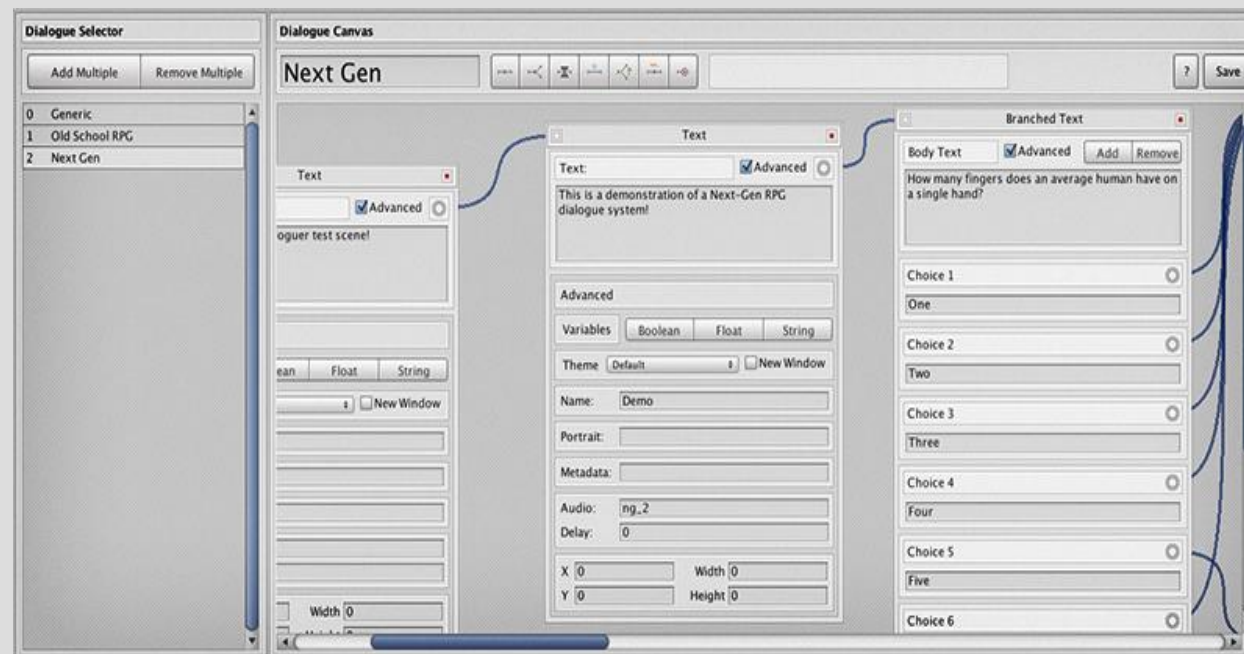 Dialogue Selector
Add Multiple
Remove Multiple
0 Generic
1 Old School RPG
2 Next Gen
Dialogue Canvas
Next Gen
?
Save
Text
Advanced
oguer test scene!
ean
Float
String
New Window
Width 0
Text
Text:
Advanced
This is a demonstration of a Next-Gen RPG
dialogue system!
Advanced
Variables
Boolean
Float
String
Theme Default
New Window
Name: Demo
Portrait:
Metadata:
Audio: ng_2
Delay: 0
X 0
Width 0
Y 0
Height 0
Branched Text
Body Text
Advanced
Add
Remove
How many fingers does an average human have on
a single hand?
Choice 1
One
Choice 2
Two
Choice 3
Three
Choice 4
Four
Choice 5
Five
Choice 6